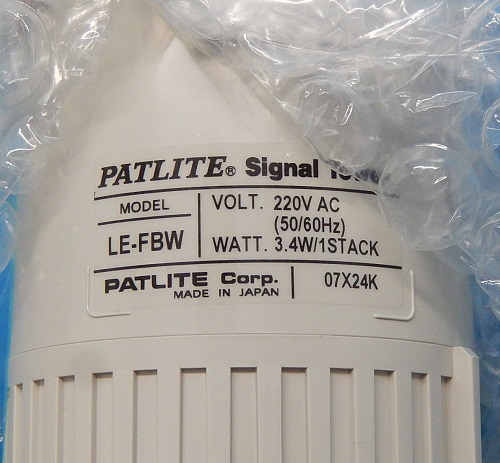 PATLITE® Signal
MODEL
LE-FBW
VOLT. 220V AC
(50/60Hz)
WATT. 3.4W/1STACK
PATLITE Corp.
MADE IN JAPAN
07X24K